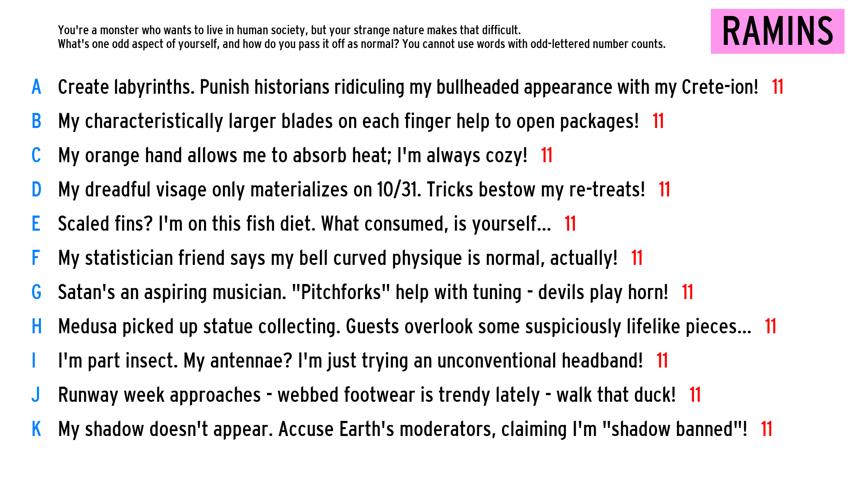 You're a monster who wants to live in human society, but your strange nature makes that difficult.
What's one odd aspect of yourself, and how do you pass it off as normal? You cannot use words with odd-lettered number counts.
RAMINS
A Create labyrinths. Punish historians ridiculing my bullheaded appearance with my Crete-ion! 11
B My characteristically larger blades on each finger help to open packages! 11
C My orange hand allows me to absorb heat; I'm always cozy! 11
D My dreadful visage only materializes on 10/31. Tricks bestow my re-treats! 11
E Scaled fins? I'm on this fish diet. What consumed, is yourself... 11
F My statistician friend says my bell curved physique is normal, actually! 11
G Satan's an aspiring musician. "Pitchforks" help with tuning - devils play horn! 11
H Medusa picked up statue collecting. Guests overlook some suspiciously lifelike pieces... 11
I I'm part insect. My antennae? I'm just trying an unconventional headband! 11
J Runway week approaches - webbed footwear is trendy lately - walk that duck! 11
K My shadow doesn't appear. Accuse Earth's moderators, claiming I'm "shadow banned"! 11